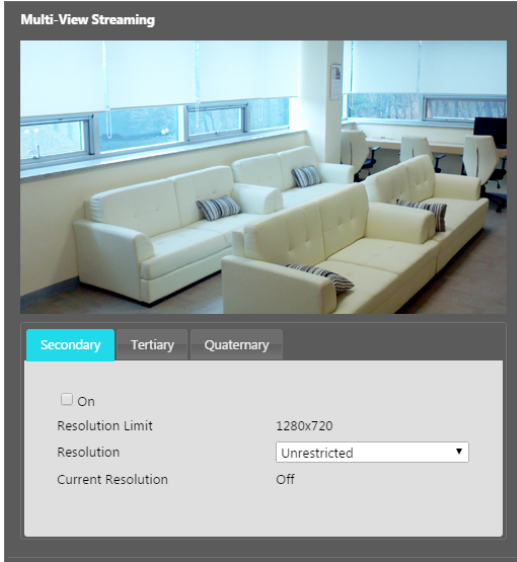 Multi-View Streaming
Secondary Tertiary Quaternary
On
Resolution Limit 1280x720
Resolution Unrestricted
Current Resolution Off